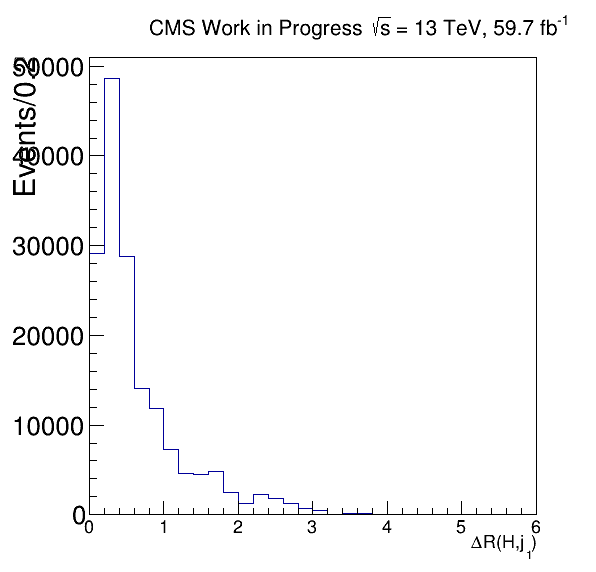 CMS Work in Progress √s = 13 TeV, 59.7 fb⁻¹
Events/0.2
50000
40000
30000
20000
10000
0
0 1 2 3 4 5 6
ΔR(H,j₁)